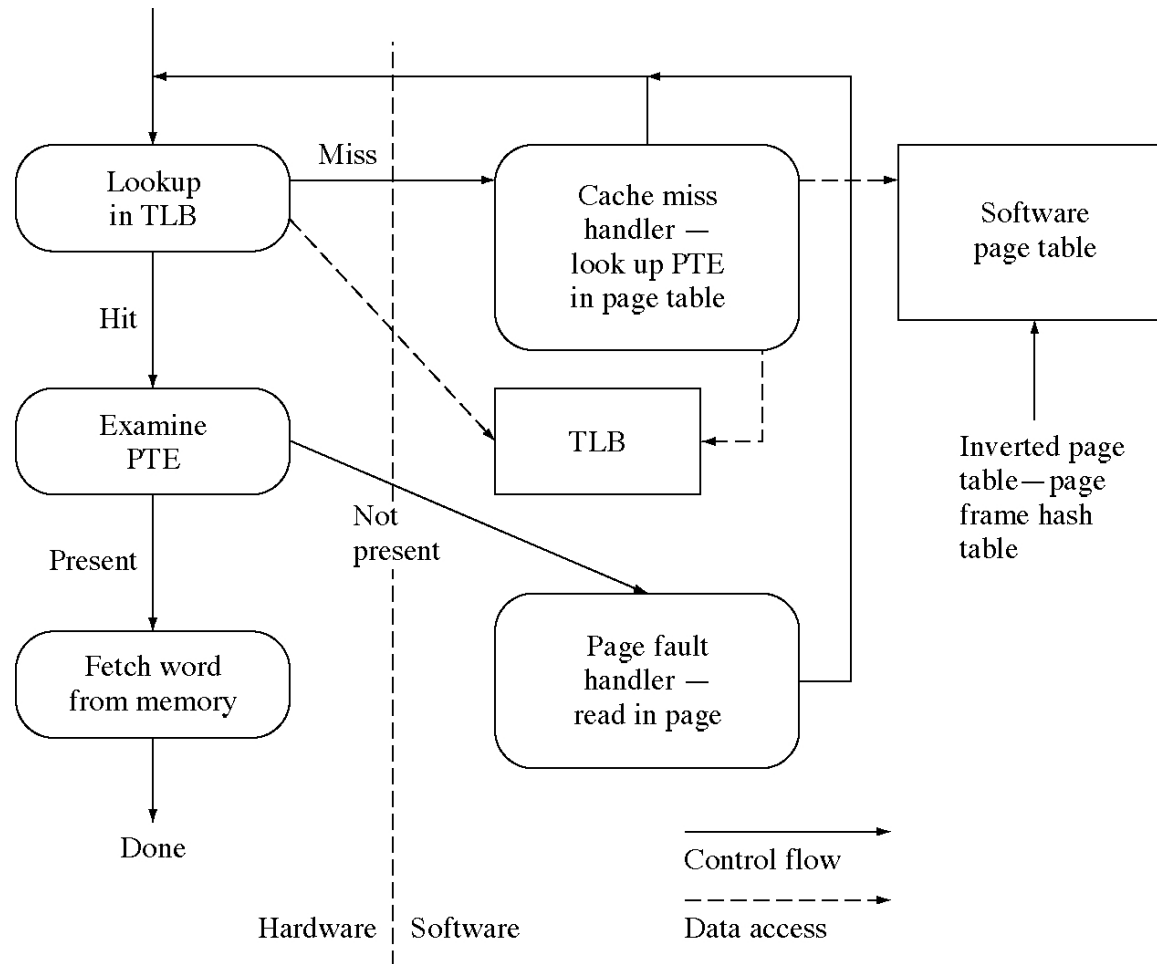 Lookup
in TLB
Miss
Cache miss
handler —
look up PTE
in page table
Software
page table
Hit
Examine
PTE
TLB
Inverted page
table—page
frame hash
table
Not
present
Present
Fetch word
from memory
Page fault
handler —
read in page
Done
Control flow
Hardware
Software
Data access